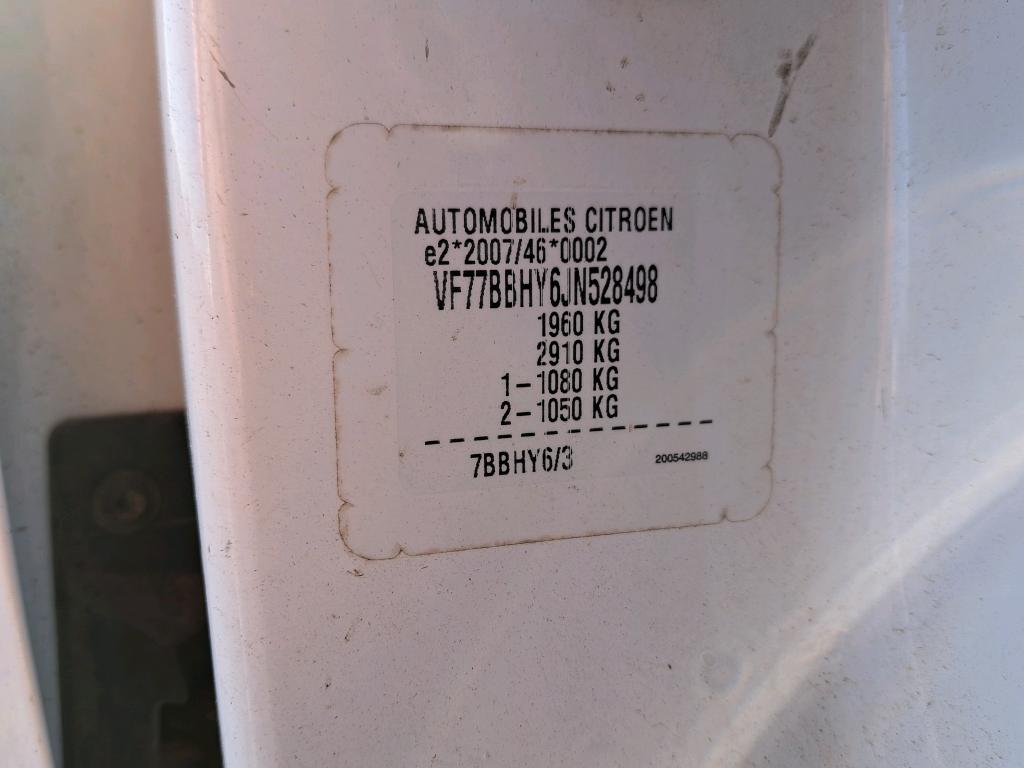 AUTOMOBILES CITROEN
e2*2007/46*0002
VF77BBHY6JN528498
1960 KG
2910 KG
1-1080 KG
2-1050 KG
7BBHY6/3
200542988